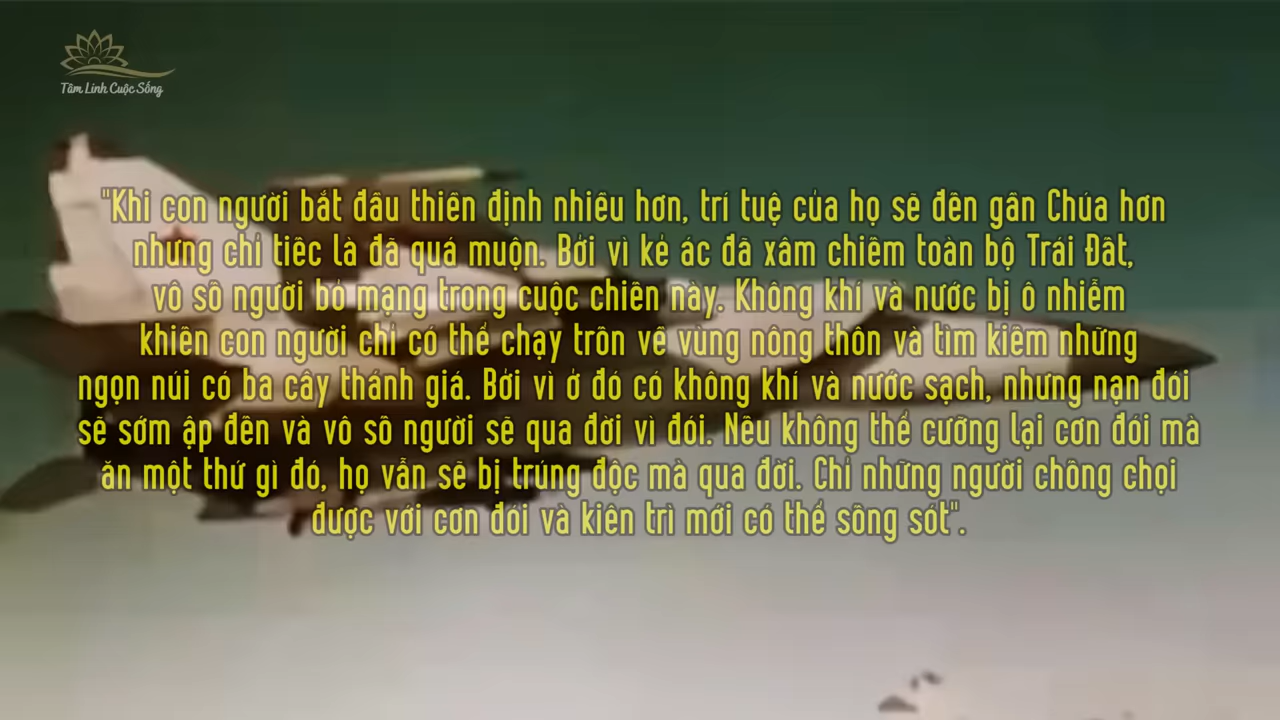 Tâm Linh Cuộc Sống
"Khi con người bắt đầu thiền định nhiều hơn, trí tuệ của họ sẽ đến gần Chúa hơn
nhưng chỉ tiếc là đã quá muộn. Bởi vì kẻ ác đã xâm chiếm toàn bộ Trái Đất,
vô số người bỏ mạng trong cuộc chiến này. Không khí và nước bị ô nhiễm
khiến con người chỉ có thể chạy trốn về vùng nông thôn và tìm kiếm những
ngọn núi có ba cây thánh giá. Bởi vì ở đó có không khí và nước sạch, nhưng nạn đói
sẽ sớm ập đến và vô số người sẽ qua đời vì đói. Nếu không thể cưỡng lại cơn đói mà
ăn một thứ gì đó, họ vẫn sẽ bị trúng độc mà qua đời. Chỉ những người chống chọi
được với cơn đói và kiên trì mới có thể sống sót".